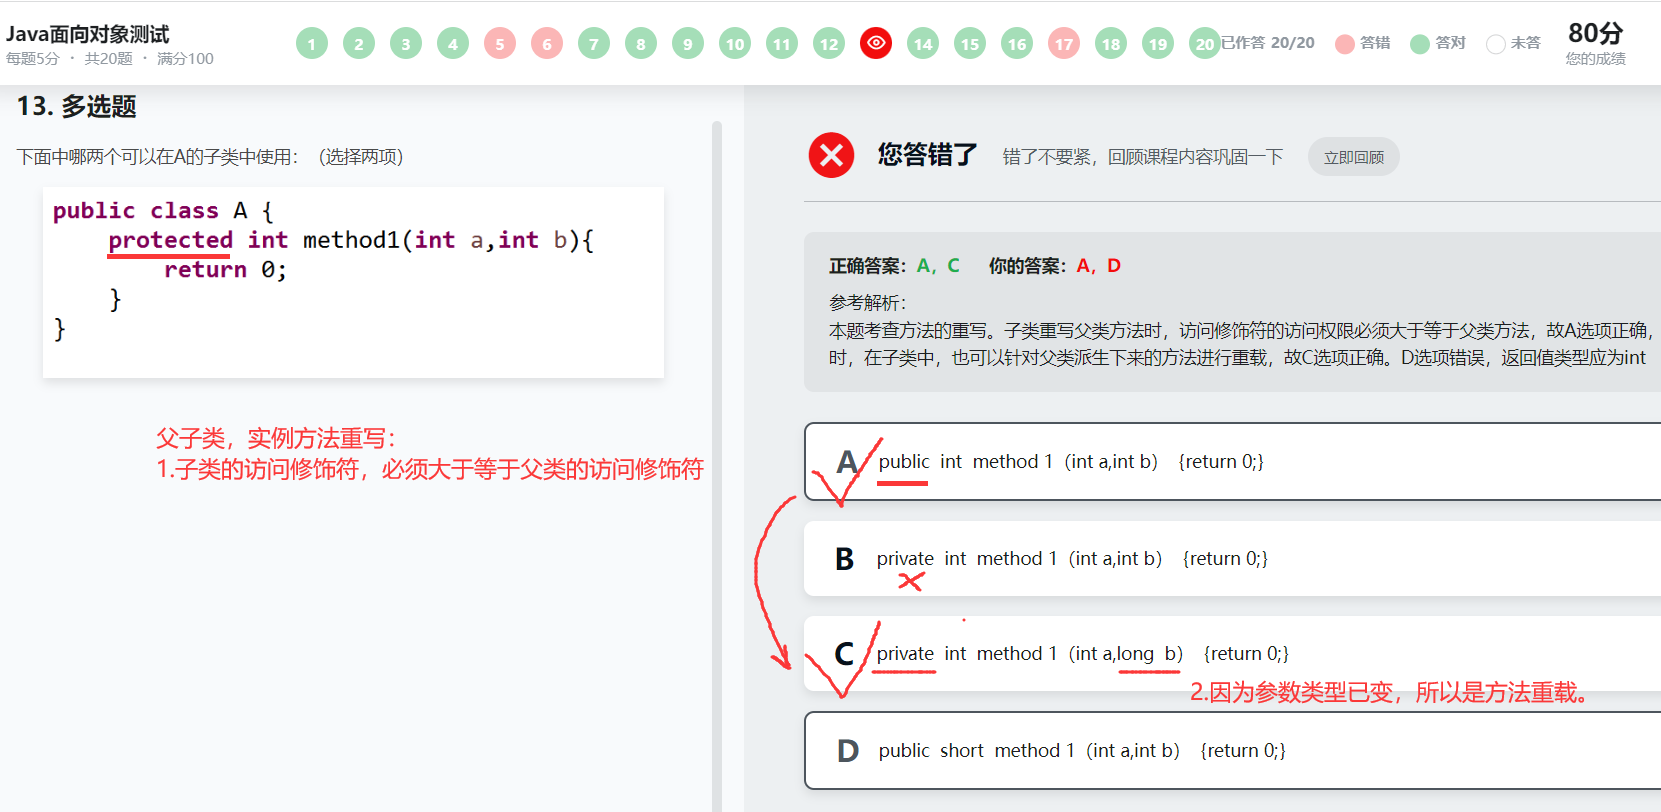 Java面向对象测试
每题5分 · 共20题 · 满分100
1 2 3 4 5 6 7 8 9 10 11 12 14 15 16 17 18 19 20
已作答 20/20 答错 答对 未答
80分
您的成绩
13. 多选题
下面中哪两个可以在A的子类中使用：（选择两项）
public class A {
protected int method1(int a,int b){
return 0;
}
}
父子类，实例方法重写：
1.子类的访问修饰符，必须大于等于父类的访问修饰符
您答错了 错了不要紧，回顾课程内容巩固一下 立即回顾
正确答案：A，C 你的答案：A，D
参考解析：
本题考查方法的重写。子类重写父类方法时，访问修饰符的访问权限必须大于等于父类方法，故A选项正确，
时，在子类中，也可以针对父类派生下来的方法进行重载，故C选项正确。D选项错误，返回值类型应为int
A public int method 1（int a,int b） {return 0;}
B private int method 1（int a,int b） {return 0;}
C private int method 1（int a,long b） {return 0;}
2.因为参数类型已变，所以是方法重载。
D public short method 1（int a,int b） {return 0;}